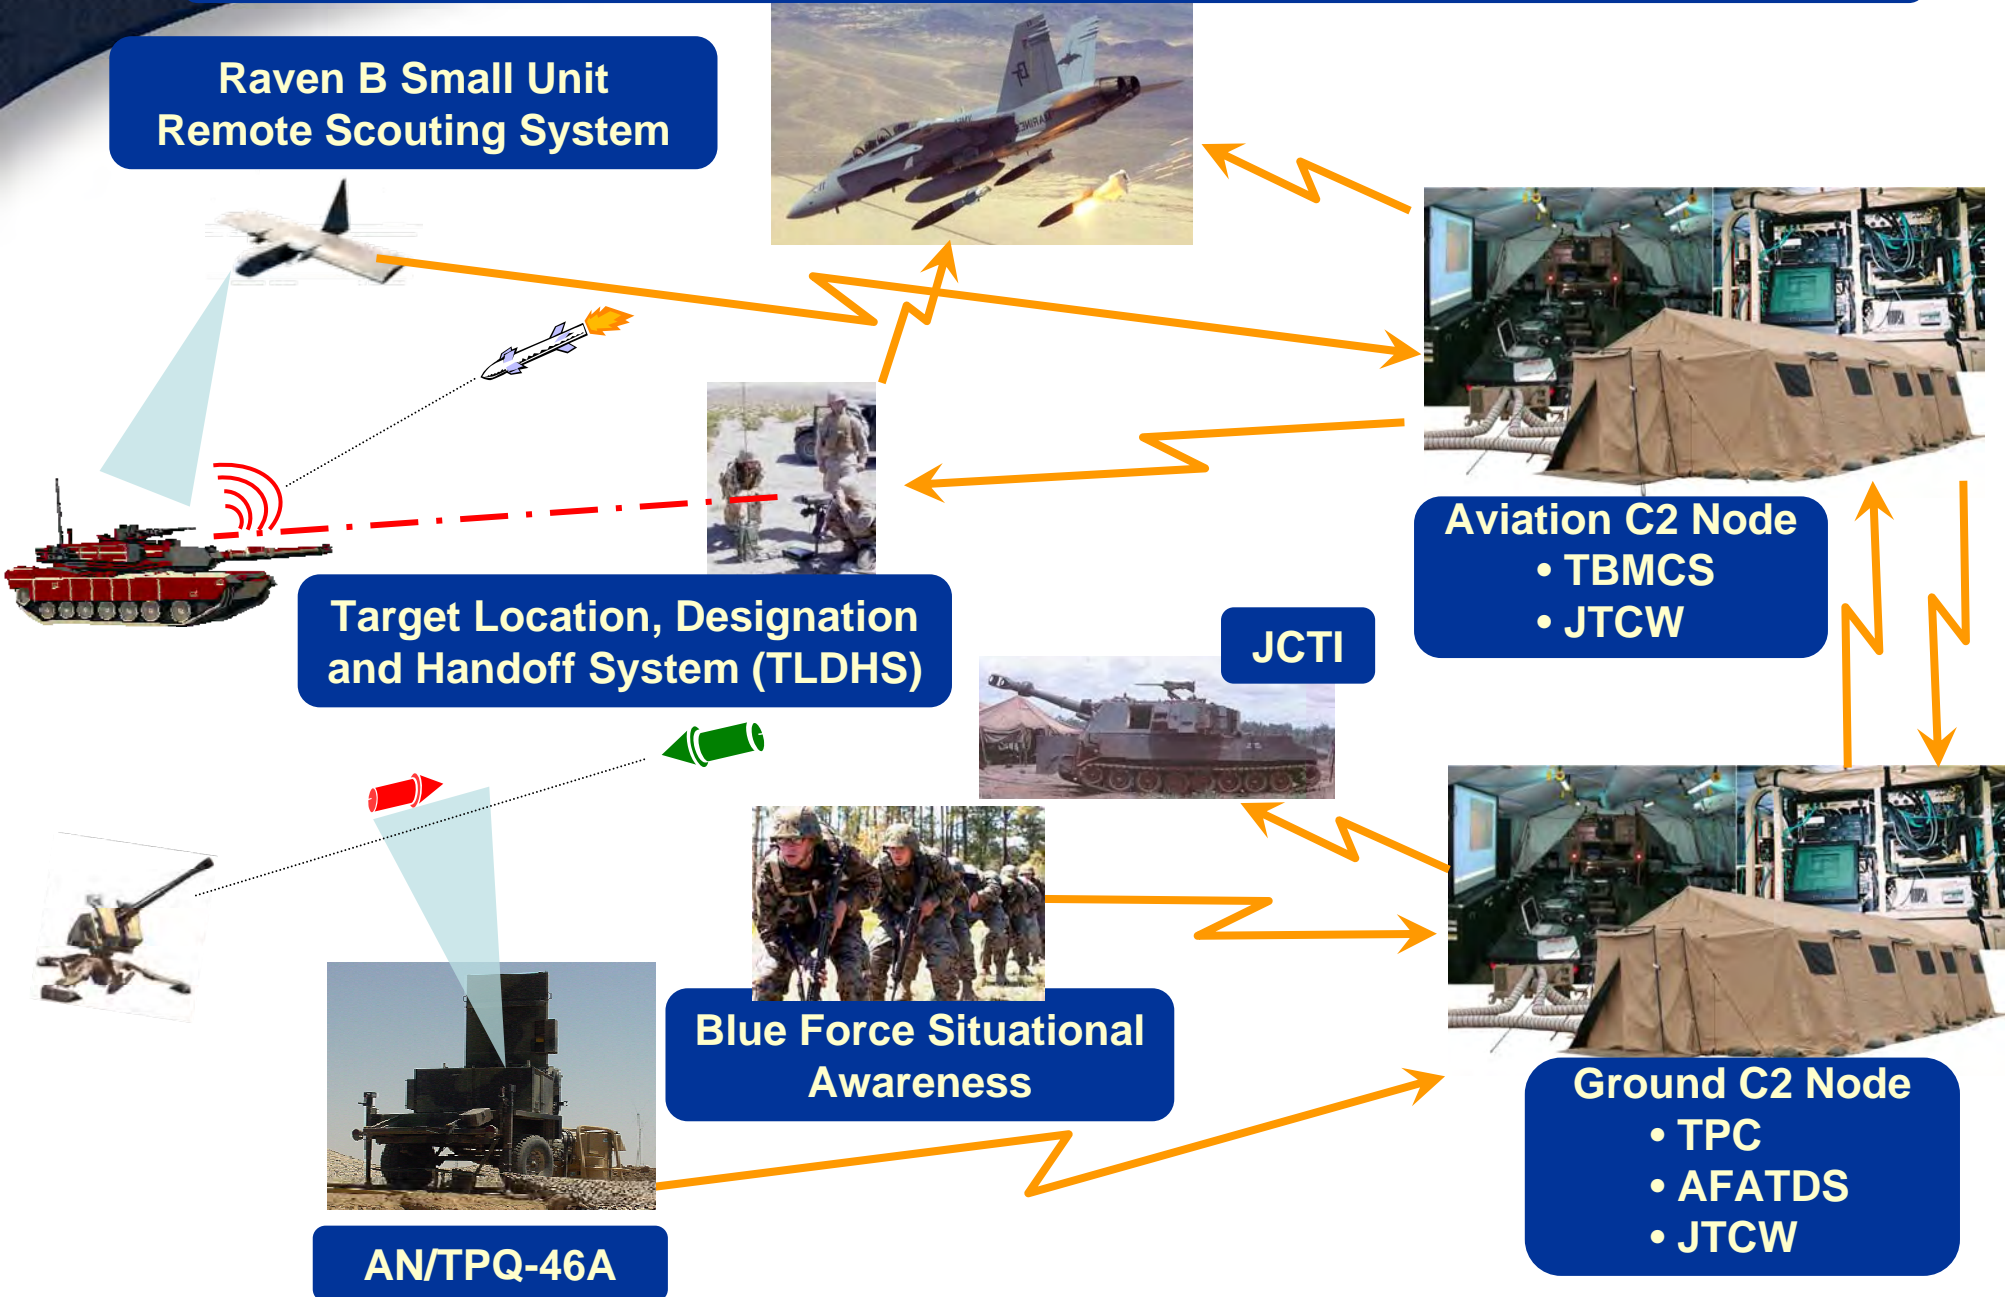 Raven B Small Unit
Remote Scouting System
Target Location, Designation
and Handoff System (TLDHS)
Aviation C2 Node
• TBMCS
• JTCW
JCTI
Blue Force Situational
Awareness
Ground C2 Node
• TPC
• AFATDS
• JTCW
AN/TPQ-46A